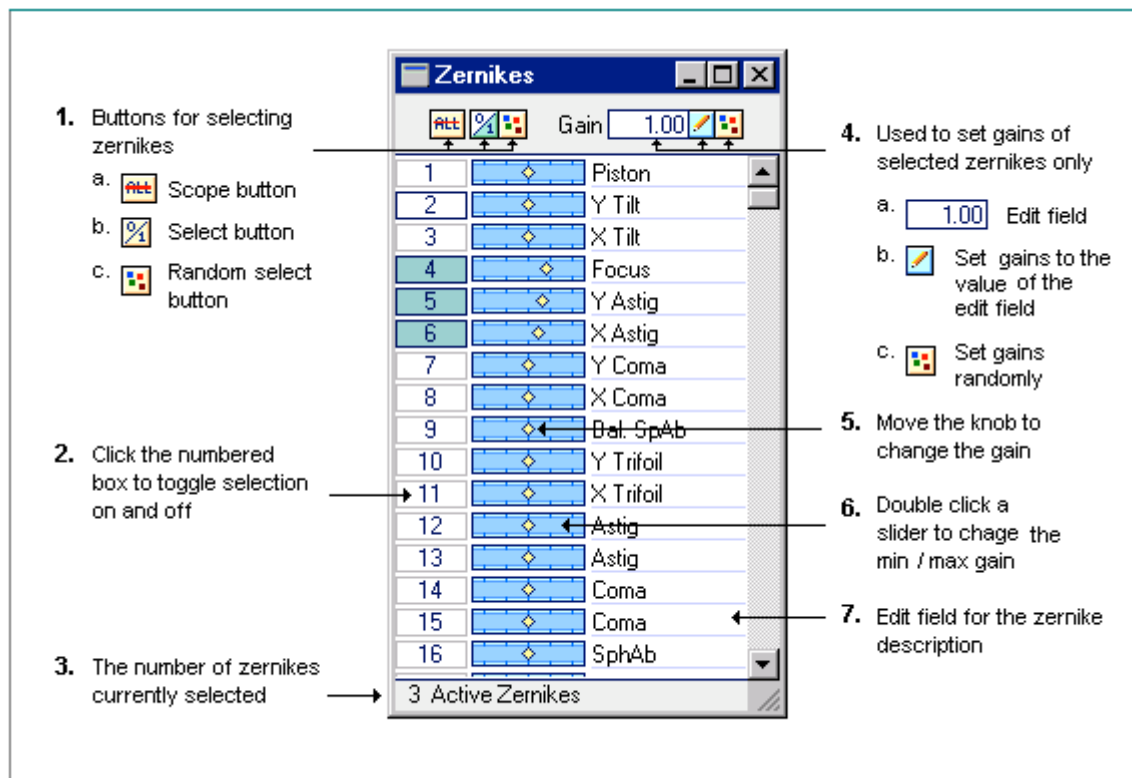 Zernikes
ALL 0/1 Gain 1.00
1 Piston
2 Y Tilt
3 X Tilt
4 Focus
5 Y Astig
6 X Astig
7 Y Coma
8 X Coma
9 Bal. SpAb
10 Y Trifoil
11 X Trifoil
12 Astig
13 Astig
14 Coma
15 Coma
16 SphAb
3 Active Zernikes
1. Buttons for selecting
zernikes
a. ALL Scope button
b. 0/1 Select button
c. Random select
button
2. Click the numbered
box to toggle selection
on and off
3. The number of zernikes
currently selected
4. Used to set gains of
selected zernikes only
a. 1.00 Edit field
b. Set gains to the
value of the
edit field
c. Set gains
randomly
5. Move the knob to
change the gain
6. Double click a
slider to chage the
min / max gain
7. Edit field for the zernike
description